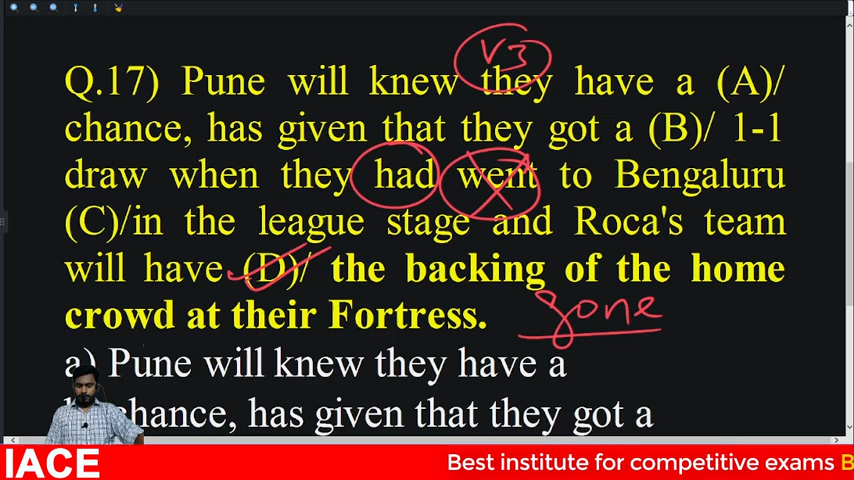 V3
Q.17) Pune will knew they have a (A)/
chance, has given that they got a (B)/ 1-1
draw when they had went to Bengaluru
(C)/in the league stage and Roca's team
will have (D)/ the backing of the home
crowd at their Fortress. gone
a) Pune will knew they have a
chance, has given that they got a
IACE Best institute for competitive exams B